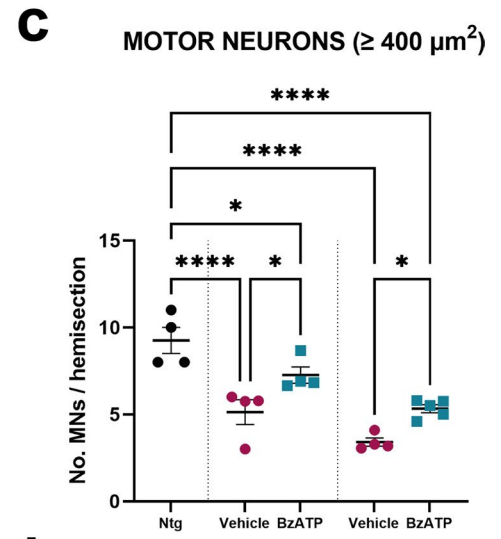 C
MOTOR NEURONS (≥ 400 µm²)
****
****
*
**** *
*
15
10
5
0
No. MNs / hemisection
Ntg Vehicle BzATP Vehicle BzATP